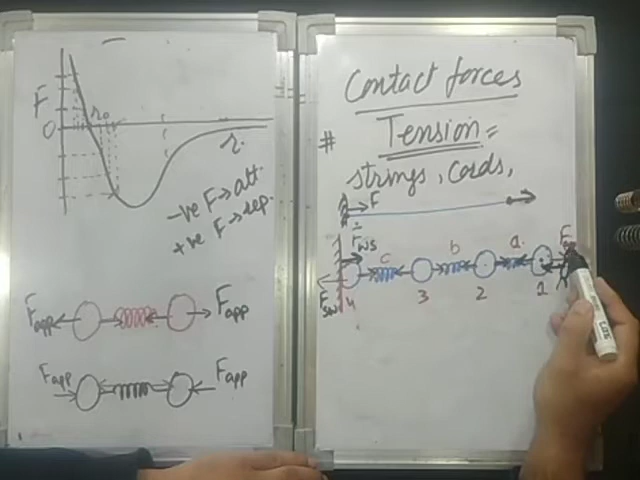 F
0
r₀
r.
-ve F→att.
+ve F→rep.
Fapp
Fapp
Fapp
Fapp
Contact forces
# Tension =
strings, cords,
F
Fws
c
b
a
Fsw
4
3
2
1